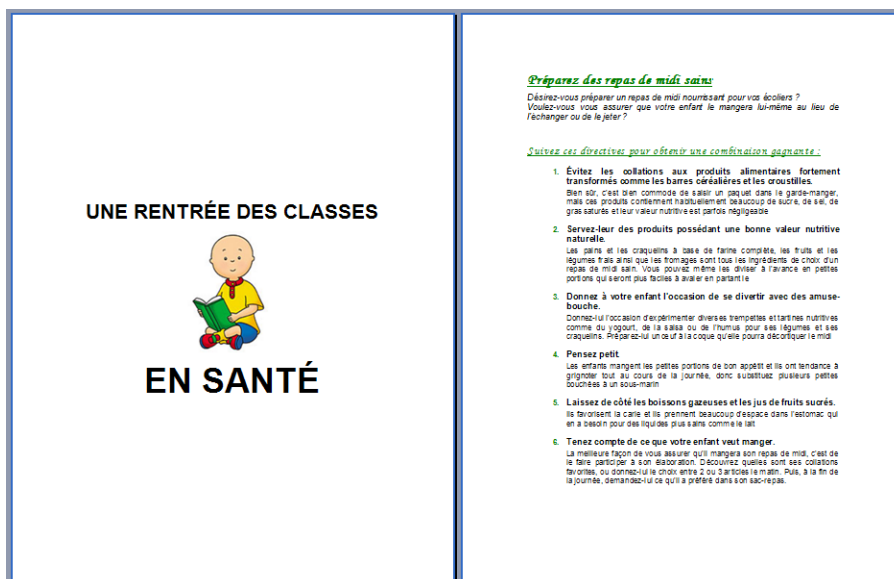 UNE RENTRÉE DES CLASSES
EN SANTÉ
Préparez des repas de midi sains
Désirez-vous préparer un repas de midi nourrissant pour vos écoliers ?
Voulez-vous vous assurer que votre enfant le mangera lui-même au lieu de
l'échanger ou de le jeter ?
Suivez ces directives pour obtenir une combinaison gagnante :
1. Évitez les collations aux produits alimentaires fortement
transformés comme les barres céréalières et les croustilles.
Bien sûr, c'est bien commode de saisir un paquet dans le garde-manger,
mais ces produits contiennent habituellement beaucoup de sucre, de sel, de
gras saturés et leur valeur nutritive est parfois négligeable
2. Servez-leur des produits possédant une bonne valeur nutritive
naturelle.
Les pains et les craquelins à base de farine complète, les fruits et les
légumes frais ainsi que les fromages sont tous les ingrédients de choix d'un
repas de midi sain. Vous pouvez même les diviser à l'avance en petites
portions qui seront plus faciles à avaler en partant le
3. Donnez à votre enfant l'occasion de se divertir avec des amuse-
bouche.
Donnez-lui l'occasion d'expérimenter diverses trempettes et tartines nutritives
comme du yogourt, de la salsa ou de l'humus pour ses légumes et ses
craquelins. Préparez-lui un œuf à la coque qu'elle pourra décortiquer le midi
4. Pensez petit.
Les enfants mangent les petites portions de bon appétit et ils ont tendance à
grignoter tout au cours de la journée, donc substituez plusieurs petites
bouchées à un sous-marin
5. Laissez de côté les boissons gazeuses et les jus de fruits sucrés.
Ils favorisent la carie et ils prennent beaucoup d'espace dans l'estomac qui
en a besoin pour des liquides plus sains comme le lait
6. Tenez compte de ce que votre enfant veut manger.
La meilleure façon de vous assurer qu'il mangera son repas de midi, c'est de
le faire participer à son élaboration. Découvrez quelles sont ses collations
favorites, ou donnez-lui le choix entre 2 ou 3 articles le matin. Puis, à la fin de
la journée, demandez-lui ce qu'il a préféré dans son sac-repas.